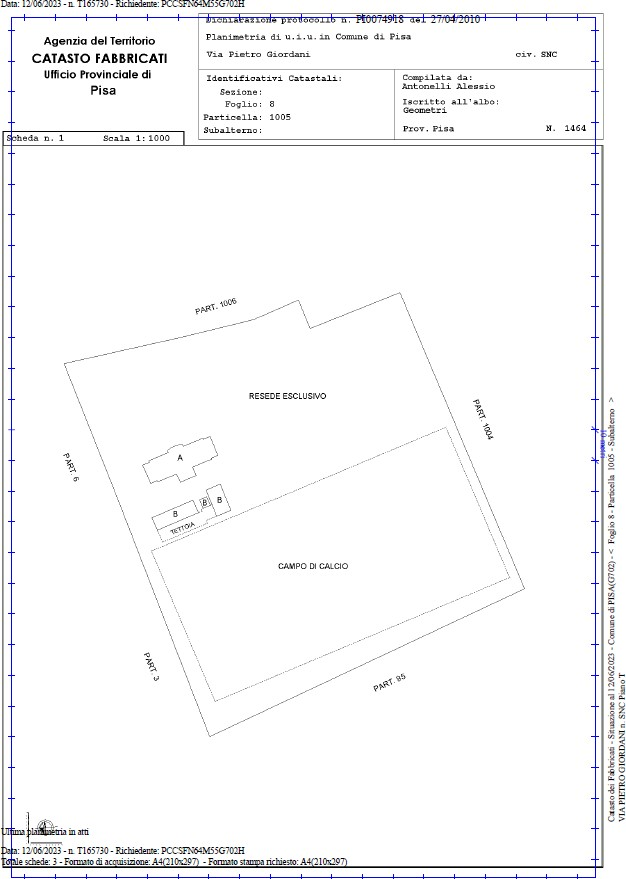 Data: 12/06/2023 - n. T165730 - Richiedente: PCCSFN64M55G702H
Dichiarazione protocollo n. PI0074918 del 27/04/2010
Agenzia del Territorio
CATASTO FABBRICATI
Ufficio Provinciale di
Pisa
Planimetria di u.i.u. in Comune di Pisa
Via Pietro Giordani civ. SNC
Identificativi Catastali:
Sezione:
Foglio: 8
Particella: 1005
Subalterno:
Compilata da:
Antonelli Alessio
Iscritto all'albo:
Geometri
Prov. Pisa N. 1464
Scheda n. 1 Scala 1:1000
PART. 1006
RESEDE ESCLUSIVO
PART. 1004
PART. 6
A
B
B
B
TETTOIA
CAMPO DI CALCIO
PART. 3
PART. 85
10 metri
Catasto dei Fabbricati - Situazione al 12/06/2023 - Comune di PISA(G702) - < Foglio 8 - Particella 1005 - Subalterno >
VIA PIETRO GIORDANI n. SNC Piano T
Ultima planimetria in atti
Data: 12/06/2023 - n. T165730 - Richiedente: PCCSFN64M55G702H
Totale schede: 3 - Formato di acquisizione: A4(210x297) - Formato stampa richiesto: A4(210x297)